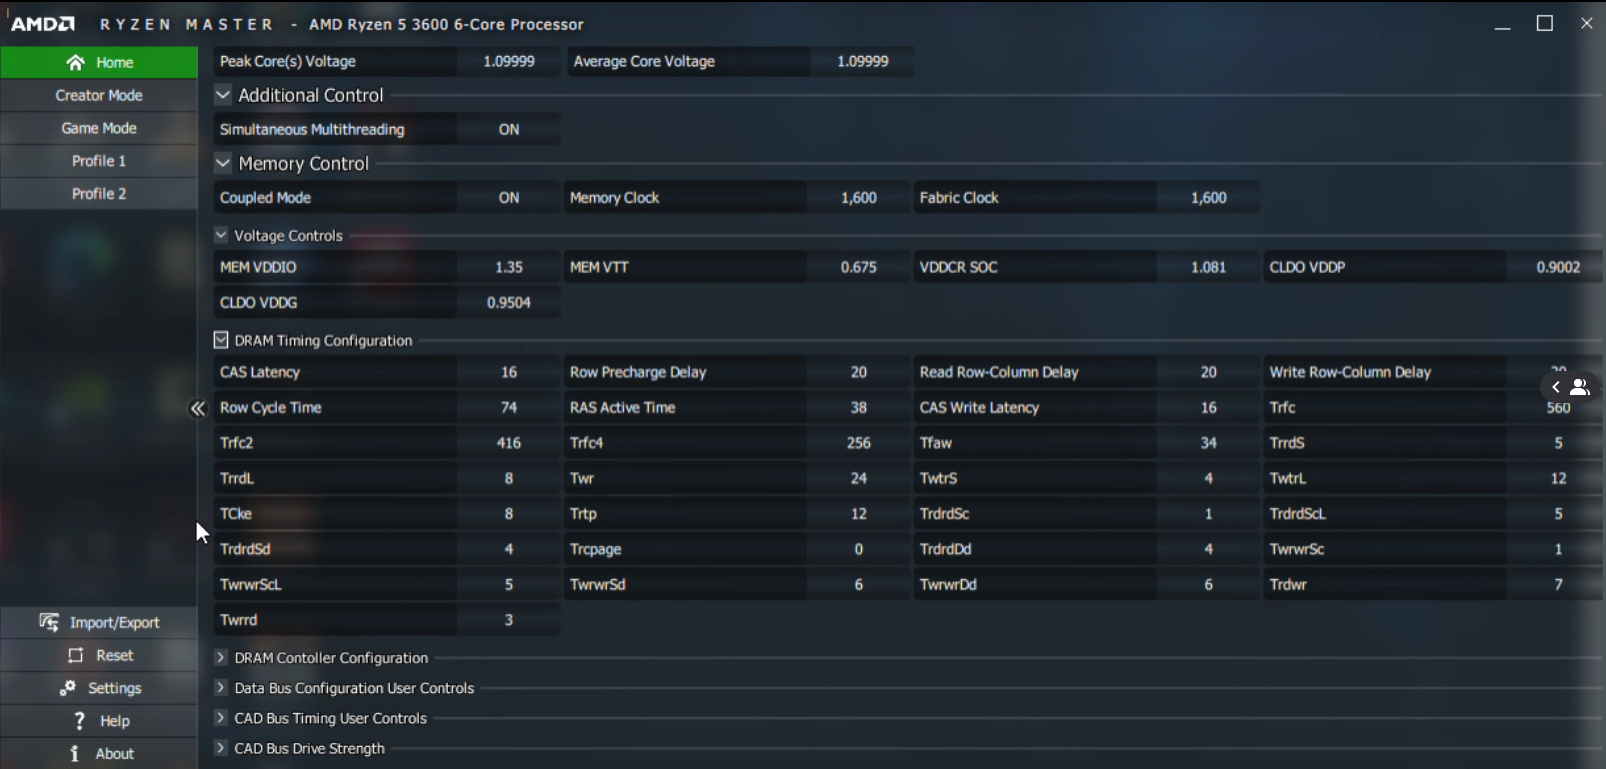 AMD RYZEN MASTER - AMD Ryzen 5 3600 6-Core Processor
Home
Creator Mode
Game Mode
Profile 1
Profile 2
Import/Export
Reset
Settings
Help
About
Peak Core(s) Voltage 1.09999 Average Core Voltage 1.09999
Additional Control
Simultaneous Multithreading ON
Memory Control
Coupled Mode ON Memory Clock 1,600 Fabric Clock 1,600
Voltage Controls
MEM VDDIO 1.35 MEM VTT 0.675 VDDCR SOC 1.081 CLDO VDDP 0.9002
CLDO VDDG 0.9504
DRAM Timing Configuration
CAS Latency 16 Row Precharge Delay 20 Read Row-Column Delay 20 Write Row-Column Delay
Row Cycle Time 74 RAS Active Time 38 CAS Write Latency 16 Trfc 560
Trfc2 416 Trfc4 256 Tfaw 34 TrrdS 5
TrrdL 8 Twr 24 TwtrS 4 TwtrL 12
TCke 8 Trtp 12 TrdrdSc 1 TrdrdScL 5
TrdrdSd 4 Trcpage 0 TrdrdDd 4 TwrwrSc 1
TwrwrScL 5 TwrwrSd 6 TwrwrDd 6 Trdwr 7
Twrrd 3
DRAM Contoller Configuration
Data Bus Configuration User Controls
CAD Bus Timing User Controls
CAD Bus Drive Strength